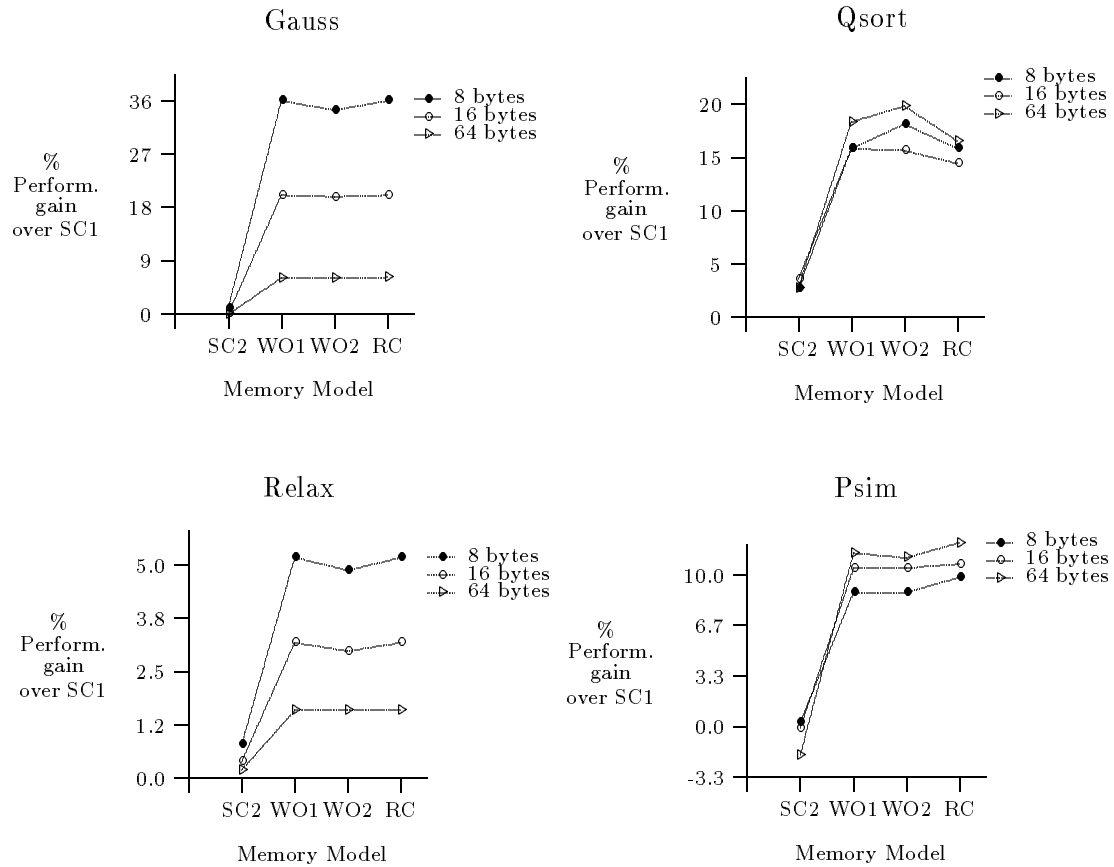 Gauss
36
27
18
9
0
%
Perform.
gain
over SC1
8 bytes
16 bytes
64 bytes
SC2 WO1 WO2 RC
Memory Model
Qsort
20
15
10
5
0
%
Perform.
gain
over SC1
8 bytes
16 bytes
64 bytes
SC2 WO1 WO2 RC
Memory Model
Relax
5.0
3.8
2.5
1.2
0.0
%
Perform.
gain
over SC1
8 bytes
16 bytes
64 bytes
SC2 WO1 WO2 RC
Memory Model
Psim
10.0
6.7
3.3
0.0
-3.3
%
Perform.
gain
over SC1
8 bytes
16 bytes
64 bytes
SC2 WO1 WO2 RC
Memory Model